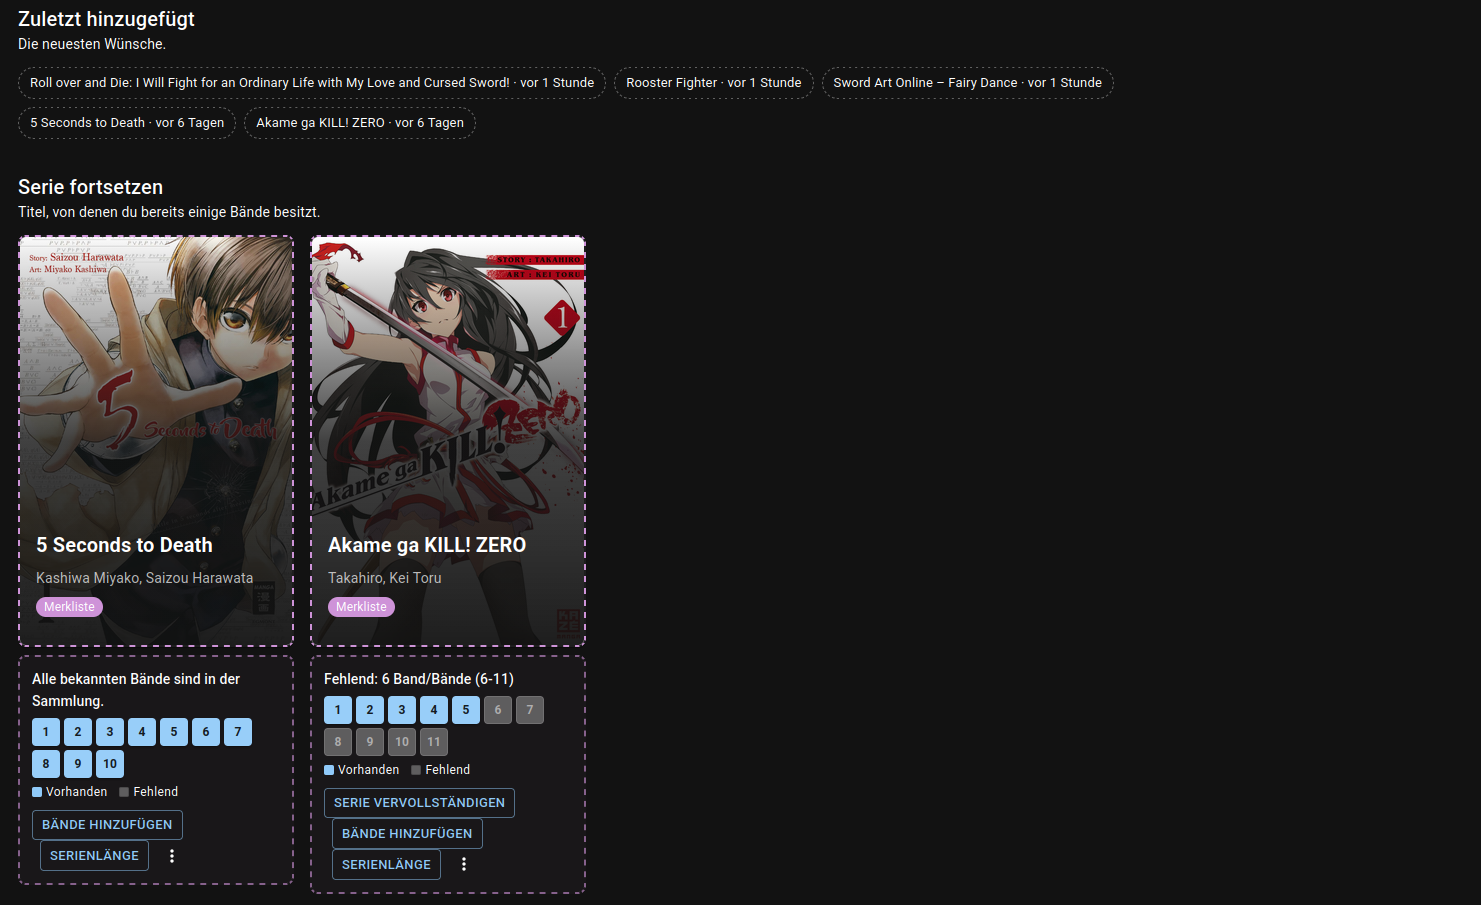 Zuletzt hinzugefügt
Die neuesten Wünsche.
Roll over and Die: I Will Fight for an Ordinary Life with My Love and Cursed Sword! · vor 1 Stunde
Rooster Fighter · vor 1 Stunde
Sword Art Online – Fairy Dance · vor 1 Stunde
5 Seconds to Death · vor 6 Tagen
Akame ga KILL! ZERO · vor 6 Tagen
Serie fortsetzen
Titel, von denen du bereits einige Bände besitzt.
Story: Saizou Harawata
Art: Miyako Kashiwa
5 Seconds to Death
5 Seconds to Death
Kashiwa Miyako, Saizou Harawata
Merkliste
STORY : TAKAHIRO
ART : KEI TORU
1
Akame ga KILL! ZERO
Akame ga KILL! ZERO
Takahiro, Kei Toru
Merkliste
KAZÉ
Alle bekannten Bände sind in der
Sammlung.
1 2 3 4 5 6 7
8 9 10
Vorhanden Fehlend
BÄNDE HINZUFÜGEN
SERIENLÄNGE
Fehlend: 6 Band/Bände (6-11)
1 2 3 4 5 6 7
8 9 10 11
Vorhanden Fehlend
SERIE VERVOLLSTÄNDIGEN
BÄNDE HINZUFÜGEN
SERIENLÄNGE